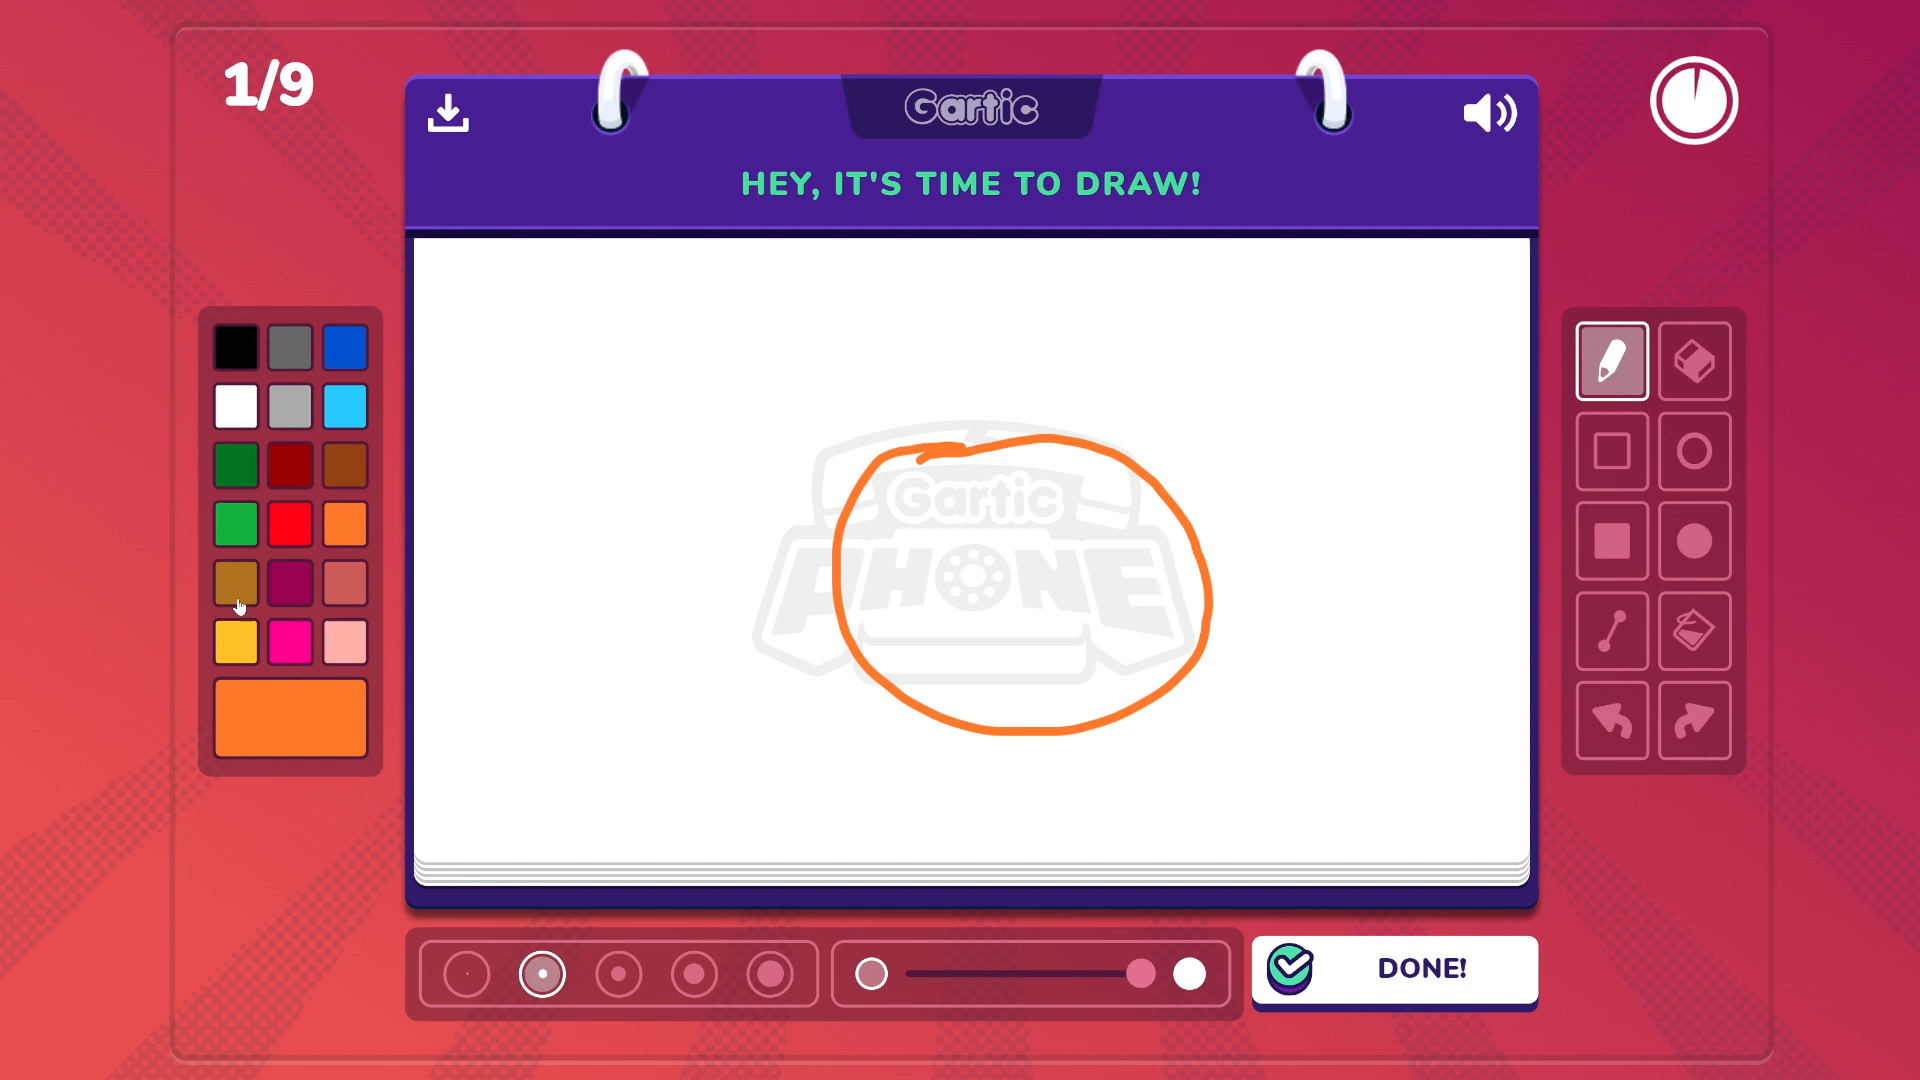 1/9
Gartic
HEY, IT'S TIME TO DRAW!
Gartic
PHONE
DONE!